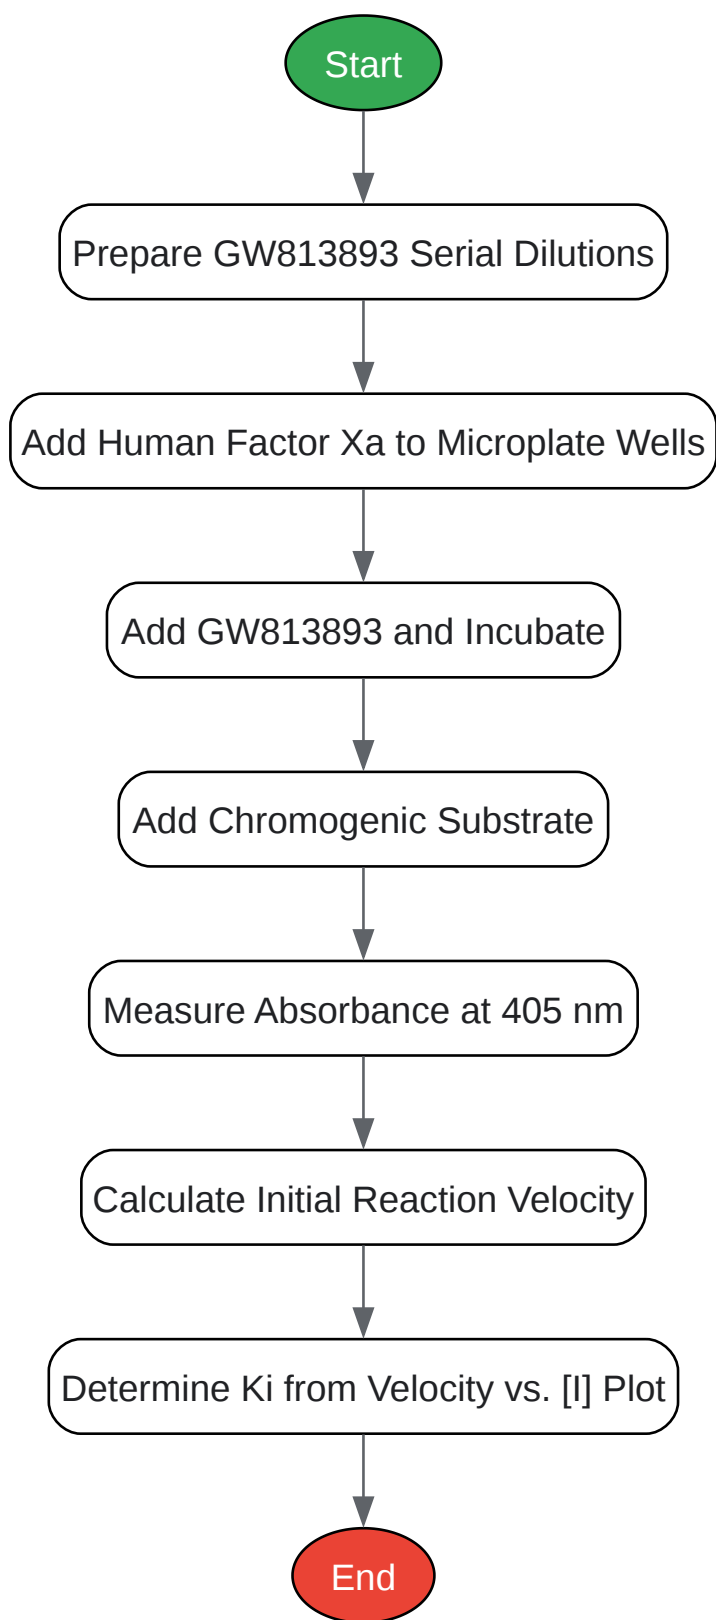 Start
Prepare GW813893 Serial Dilutions
Add Human Factor Xa to Microplate Wells
Add GW813893 and Incubate
Add Chromogenic Substrate
Measure Absorbance at 405 nm
Calculate Initial Reaction Velocity
Determine Ki from Velocity vs. [I] Plot
End